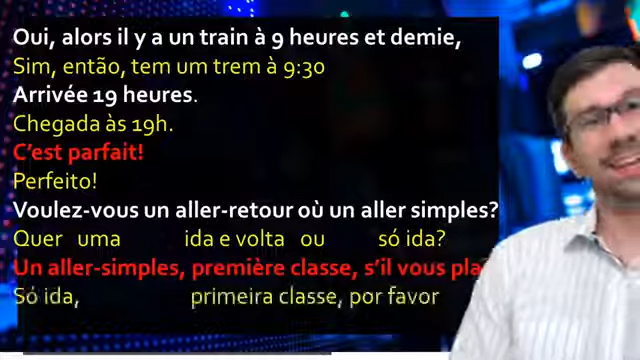 Oui, alors il y a un train à 9 heures et demie,
Sim, então, tem um trem à 9:30
Arrivée 19 heures.
Chegada às 19h.
C'est parfait!
Perfeito!
Voulez-vous un aller-retour où un aller simples?
Quer uma ida e volta ou só ida?
Un aller-simples, première classe, s'il vous pla
Só ida, primeira classe, por favor